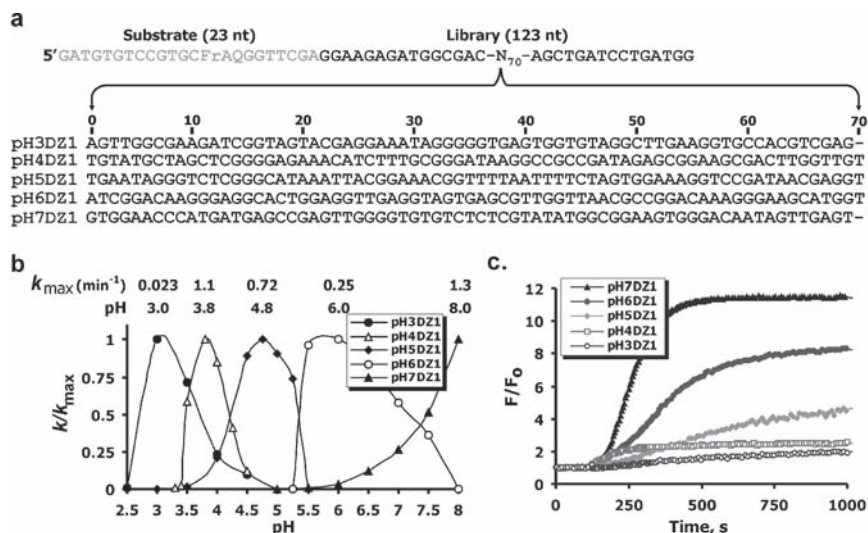 a
Substrate (23 nt) Library (123 nt)
5′GATGTGTCCGTGCFrAQGGTTCGAGGAAGAGATGGCGAC–N70–AGCTGATCCTGATGG
0 10 20 30 40 50 60 70
pH3DZ1 AGTTGGCGAAGATCGGTAGTACGAGGAAATAGGGGGTGAGTGGTGTAGGCTTGAAGGTGCCACGTCGAG-
pH4DZ1 TGTATGCTAGCTCGGGGAGAAACATCTTTGCGGGATAAGGCCGCCGATAGAGCGGAAGCGACTTGGTTGT
pH5DZ1 TGAATAGGGTCTCGGGCATAAATTACGGAAACGGTTTTAATTTTCTAGTGGAAAGGTCCGATAACGAGGT
pH6DZ1 ATCGGACAAGGGAGGCACTGGAGGTTGAGGTAGTGAGCGTTGGTTAACGCCGGACAAAGGGAAGCATGGT
pH7DZ1 GTGGAACCCATGATGAGCCGAGTTGGGGTGTGTCTCTCGTATATGGCGGAAGTGGGACAATAGTTGAGT-
b
kmax (min-1) 0.023 1.1 0.72 0.25 1.3
pH 3.0 3.8 4.8 6.0 8.0
pH3DZ1
pH4DZ1
pH5DZ1
pH6DZ1
pH7DZ1
k/kmax
1
0.75
0.5
0.25
0
2.5 3 3.5 4 4.5 5 5.5 6 6.5 7 7.5 8
pH
c.
pH7DZ1
pH6DZ1
pH5DZ1
pH4DZ1
pH3DZ1
F/Fo
12
10
8
6
4
2
0
0 250 500 750 1000
Time, s